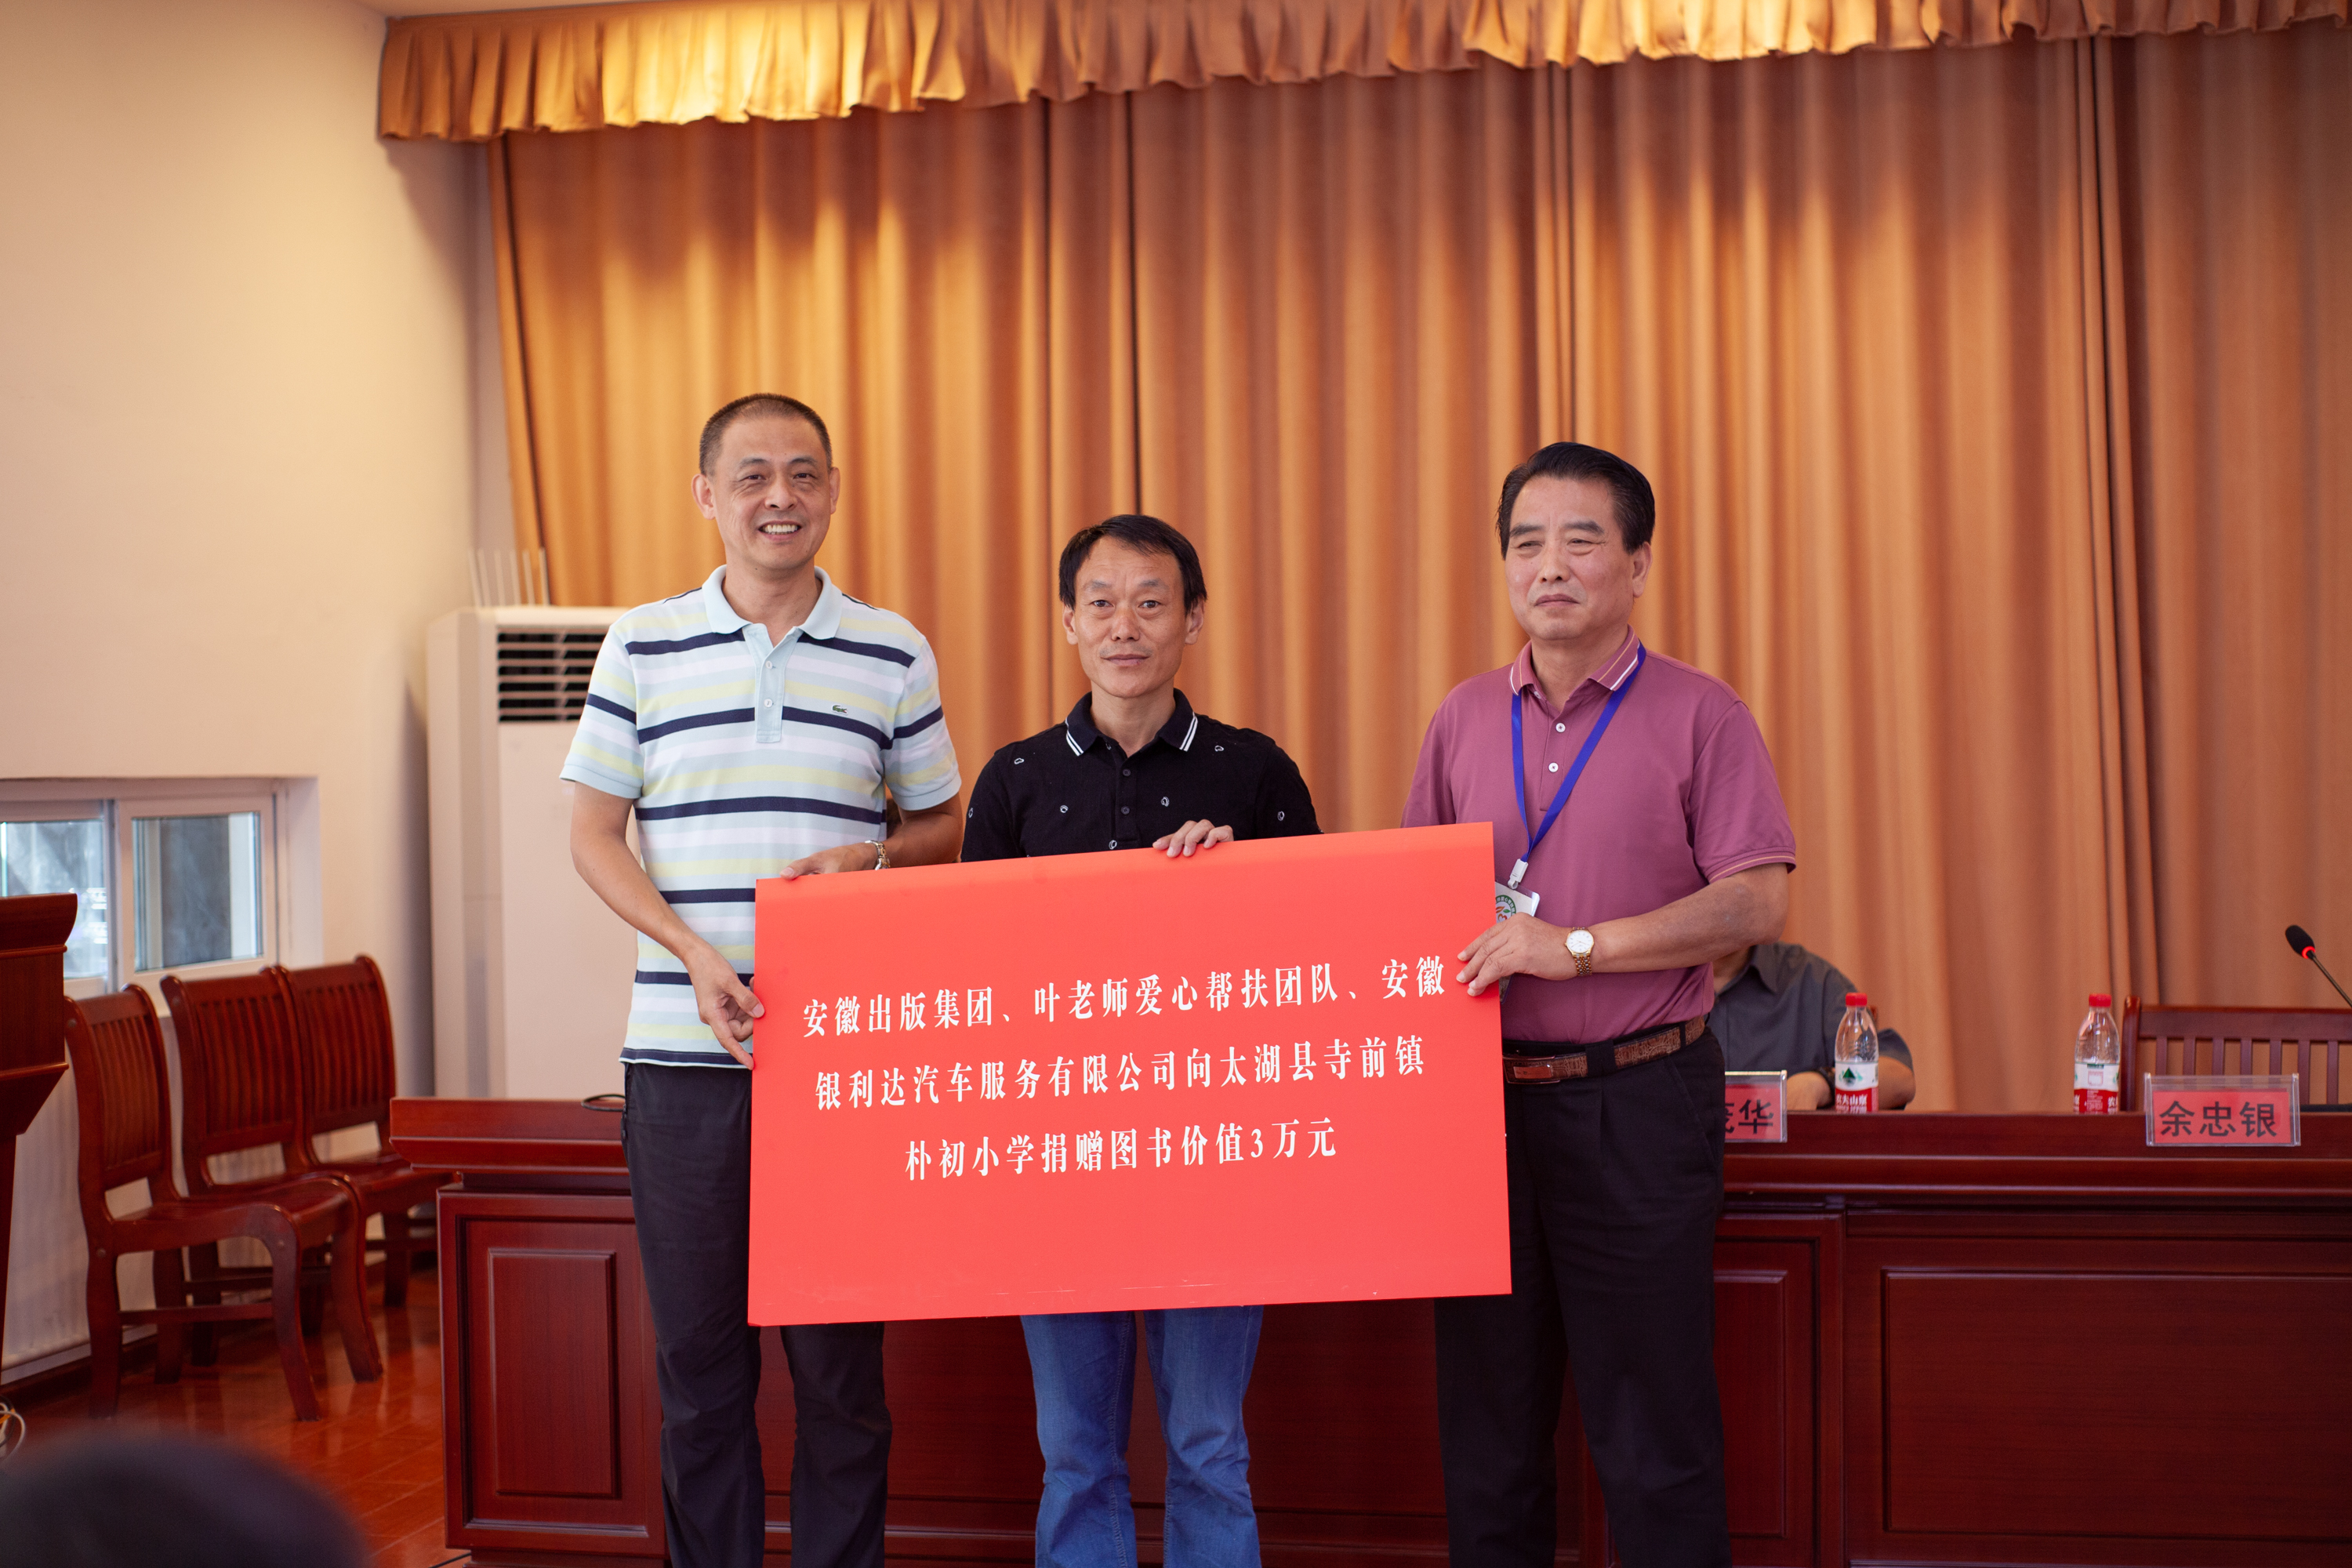 安徽出版集团、叶老师爱心帮扶团队、安徽
银利达汽车服务有限公司向太湖县寺前镇
朴初小学捐赠图书价值3万元
华
余忠银